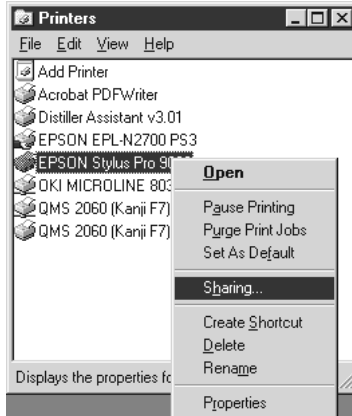 Printers
File Edit View Help
Add Printer
Acrobat PDFWriter
Distiller Assistant v3.01
EPSON EPL-N2700 PS3
EPSON Stylus Pro
OKI MICROLINE
QMS 2060 (Kanji F7)
QMS 2060 (Kanji F7)
Open
Pause Printing
Purge Print Jobs
Set As Default
Sharing...
Create Shortcut
Delete
Rename
Properties
Displays the properties